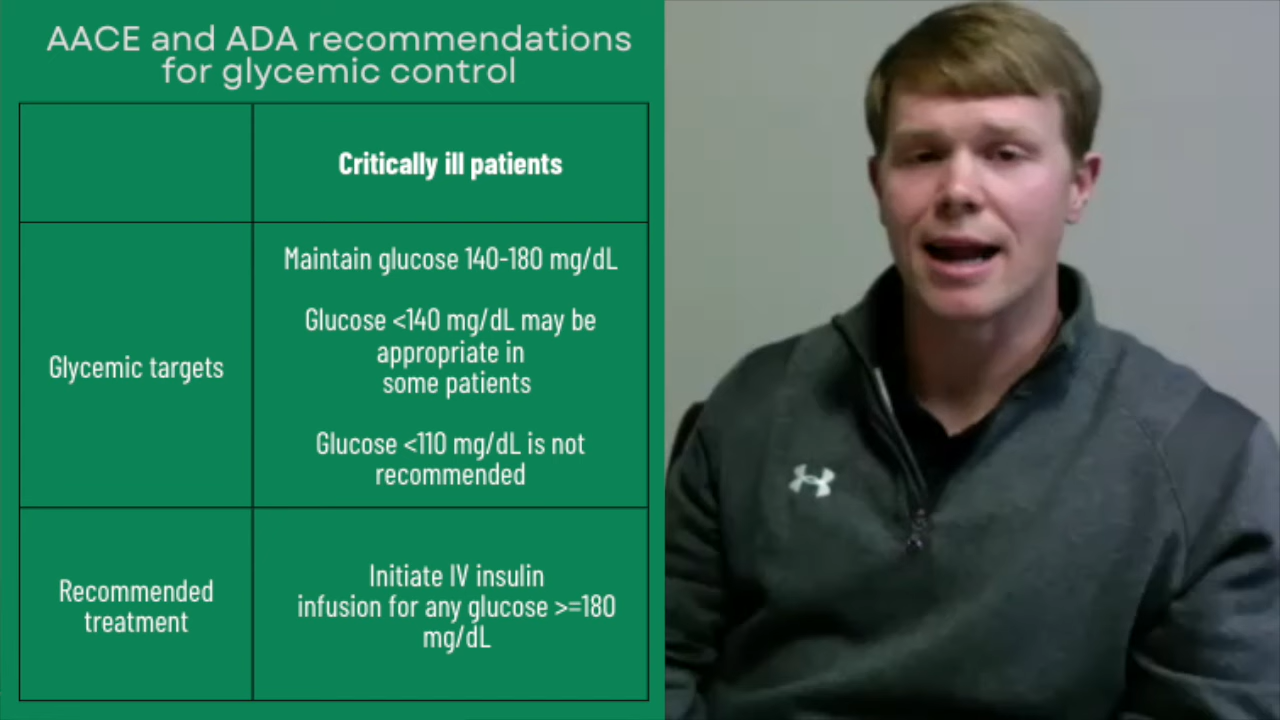 AACE and ADA recommendations
for glycemic control
Critically ill patients
Glycemic targets
Maintain glucose 140-180 mg/dL
Glucose <140 mg/dL may be
appropriate in
some patients
Glucose <110 mg/dL is not
recommended
Recommended
treatment
Initiate IV insulin
infusion for any glucose >=180
mg/dL